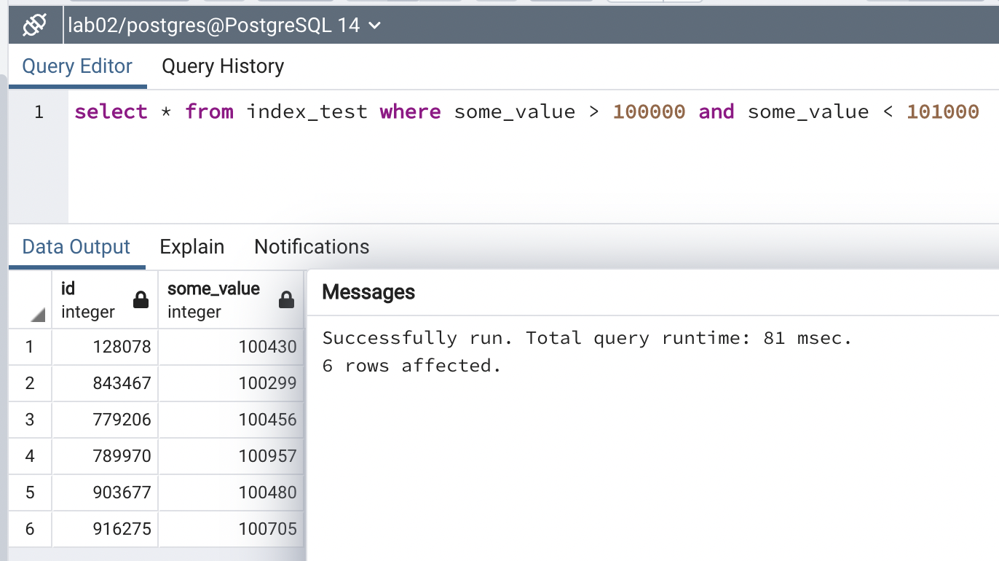 lab02/postgres@PostgreSQL 14
Query Editor Query History
1 select * from index_test where some_value > 100000 and some_value < 101000
Data Output Explain Notifications
id some_value
integer integer
1 128078 100430
2 843467 100299
3 779206 100456
4 789970 100957
5 903677 100480
6 916275 100705
Messages
Successfully run. Total query runtime: 81 msec.
6 rows affected.